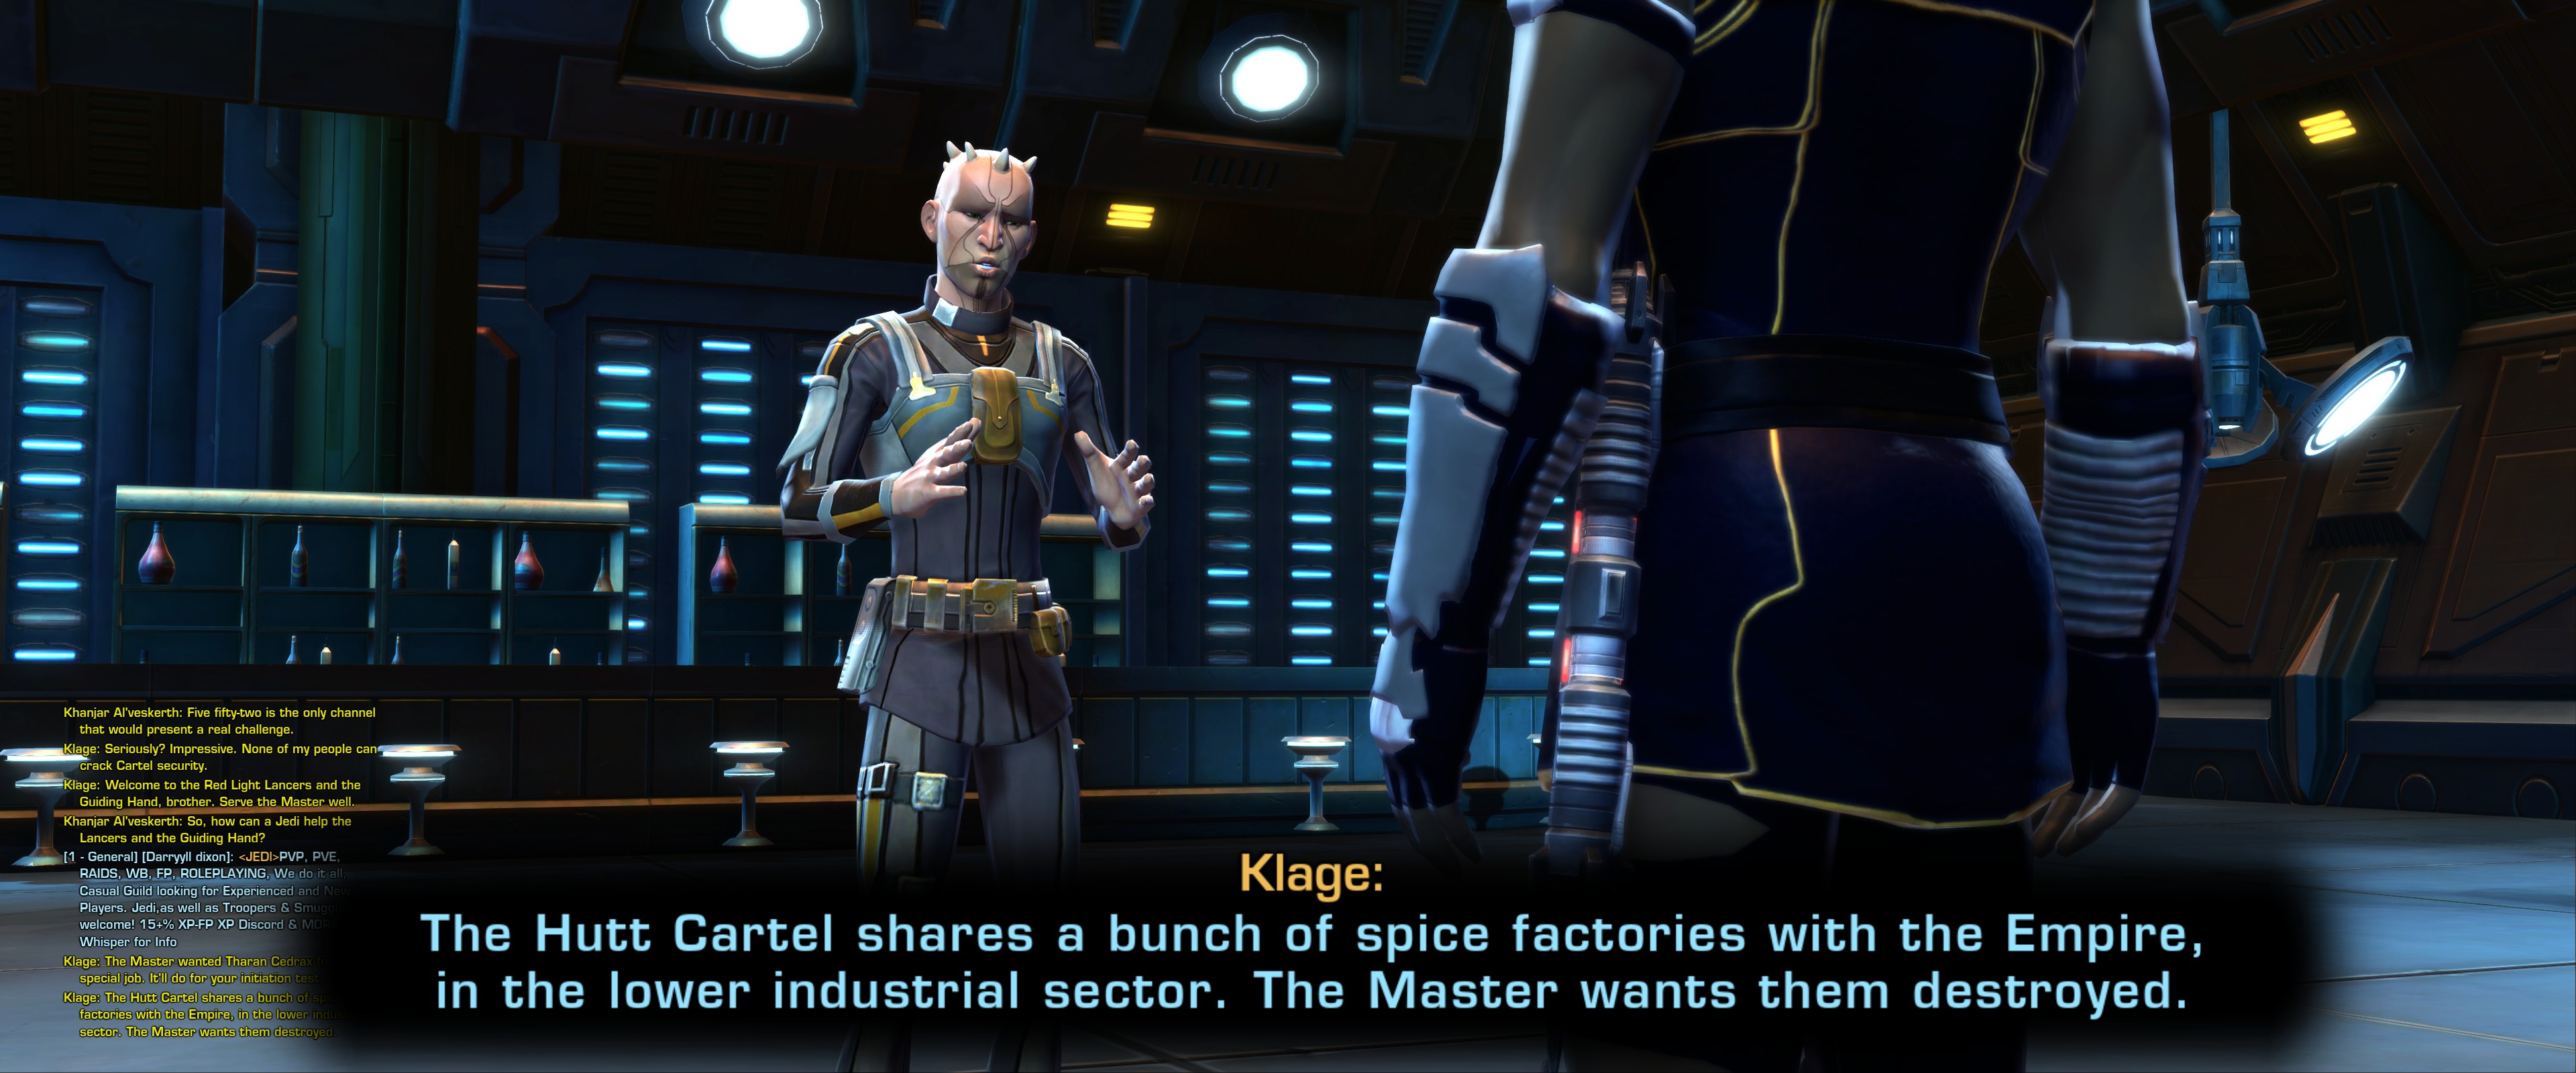 Khanjar Al'veskerth: Five fifty-two is the only channel
that would present a real challenge.
Klage: Seriously? Impressive. None of my people can
crack Cartel security.
Klage: Welcome to the Red Light Lancers and the
Guiding Hand, brother. Serve the Master well.
Khanjar Al'veskerth: So, how can a Jedi help the
Lancers and the Guiding Hand?
[1 - General] [Darryyll dixon]: <JEDI>PVP, PVE,
RAIDS, WB, FP, ROLEPLAYING, We do it all,
Casual Guild looking for Experienced and New
Players. Jedi,as well as Troopers &
welcome! 15+% XP-FP XP Discord &
Whisper for Info
Klage: The Master wanted Tharan Cedrax
special job. It'll do for your initiation test
Klage: The Hutt Cartel shares a bunch of
factories with the Empire, in the lower
sector. The Master wants them destroyed.
Klage:
The Hutt Cartel shares a bunch of spice factories with the Empire,
in the lower industrial sector. The Master wants them destroyed.